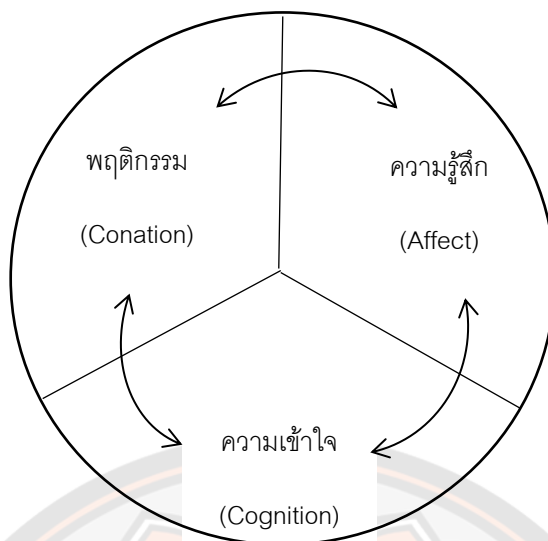 พฤติกรรม
(Conation)
ความรู้สึก
(Affect)
ความเข้าใจ
(Cognition)